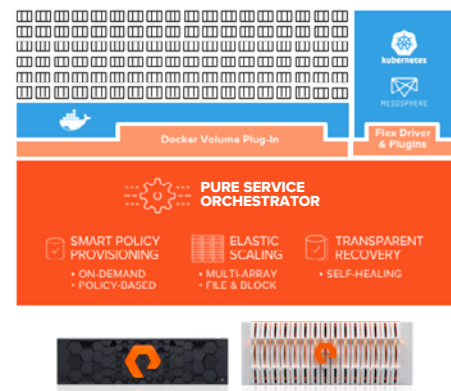 kubernetes
MESOSPHERE
Docker Volume Plug-In
Flex Driver
& Plugins
PURE SERVICE
ORCHESTRATOR
SMART POLICY
PROVISIONING
• ON-DEMAND
• POLICY-BASED
ELASTIC
SCALING
• MULTI-ARRAY
• FILE & BLOCK
TRANSPARENT
RECOVERY
• SELF-HEALING